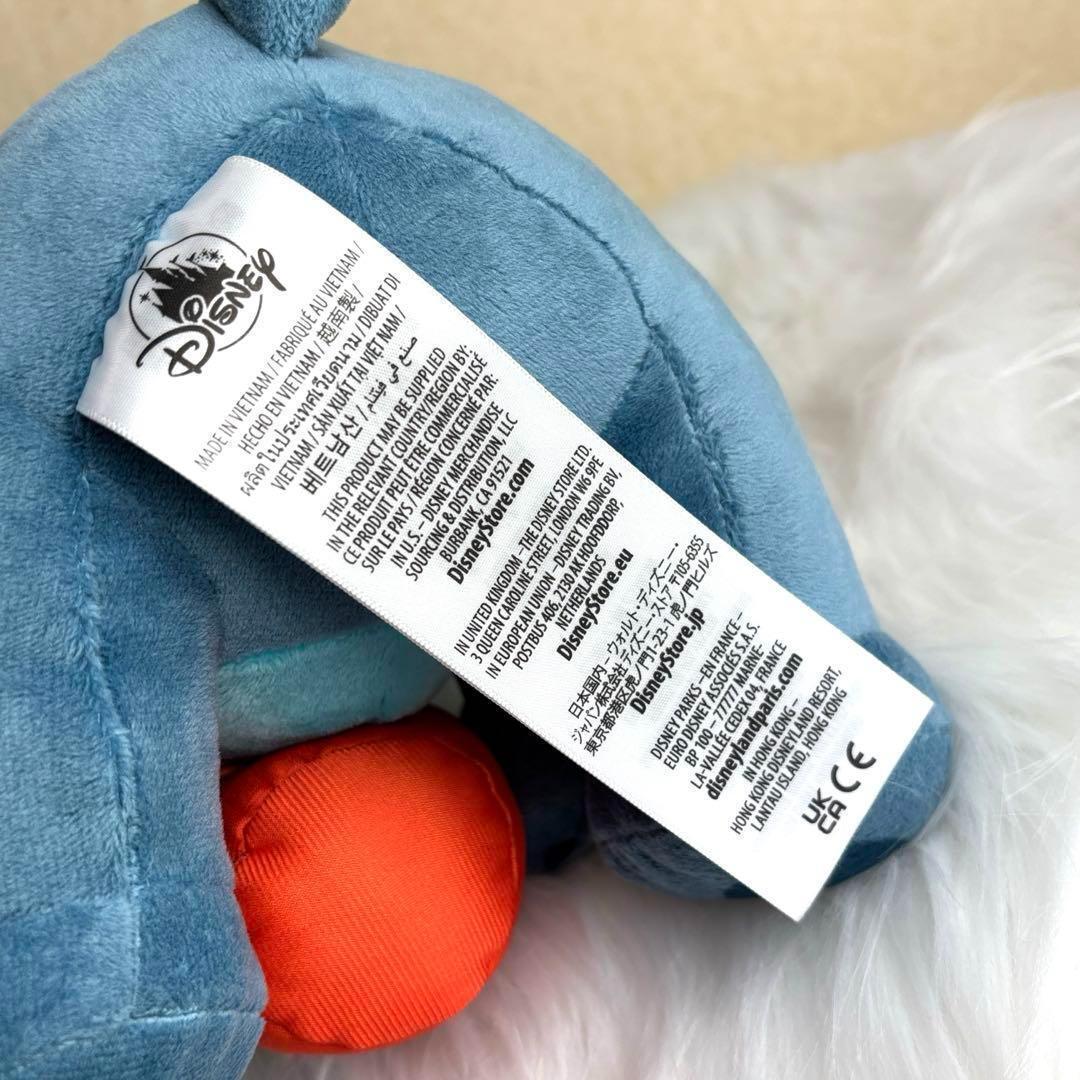 Disney
MADE IN VIETNAM / FABRIQUÉ AU VIETNAM /
HECHO EN VIETNAM / 越南製 /
ผลิตในประเทศเวียดนาม / DIBUAT DI
VIETNAM / SẢN XUẤT TẠI VIỆT NAM /
베트남산 / صنع في فيتنام
THIS PRODUCT MAY BE SUPPLIED
IN THE RELEVANT COUNTRY/REGION BY:
CE PRODUIT PEUT ÊTRE COMMERCIALISÉ
SUR LE PAYS / RÉGION CONCERNÉ PAR:
IN U.S. - DISNEY MERCHANDISE
SOURCING & DISTRIBUTION, LLC
BURBANK, CA 91521
DisneyStore.com
IN UNITED KINGDOM -THE DISNEY STORE LTD.
3 QUEEN CAROLINE STREET, LONDON W6 9PE
IN EUROPEAN UNION -DISNEY TRADING BV,
POSTBUS 406, 2130 AK HOOFDDORP,
NETHERLANDS
DisneyStore.eu
日本国内 – ウォルト・ディズニー・
ジャパン株式会社 ディズニーストア 〒105-6355
東京都港区虎ノ門1-23-1 虎ノ門ヒルズ
DisneyStore.jp
DISNEY PARKS –EN FRANCE–
EURO DISNEY ASSOCIÉS S.A.S.
BP 100 – 77777 MARNE-
LA-VALLÉE CEDEX 04, FRANCE
disneylandparis.com
IN HONG KONG –
HONG KONG DISNEYLAND RESORT,
LANTAU ISLAND, HONG KONG
UK
CA CE